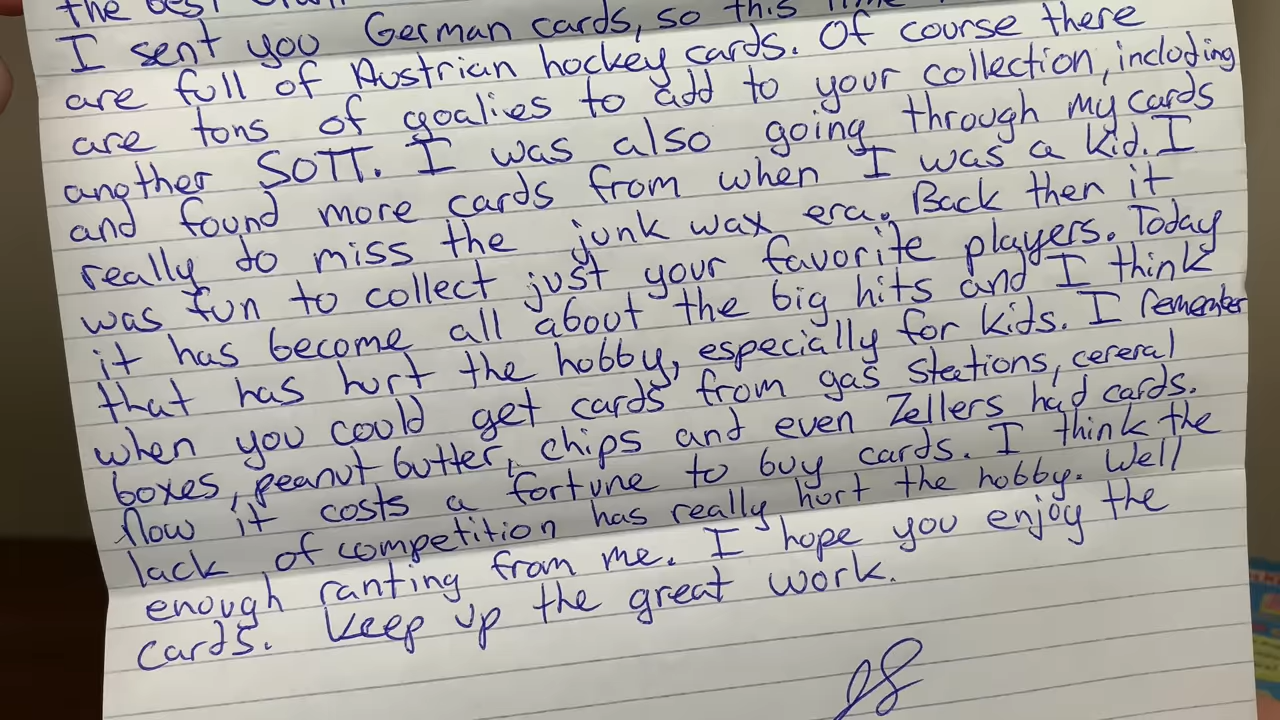 the best
I sent you German cards, so this time
are full of Austrian hockey cards. Of course there
are tons of goalies to add to your collection, including
another SOTT. I was also going through my cards
and found more cards from when I was a kid. I
really do miss the junk wax era. Back then it
was fun to collect just your favorite players. Today
it has become all about the big hits and I think
that has hurt the hobby, especially for kids. I remember
when you could get cards from gas stations, cereral
boxes, peanut butter, chips and even Zellers had cards.
Now it costs a fortune to buy cards. I think the
lack of competition has really hurt the hobby. Well
enough ranting from me. I hope you enjoy the
cards. Keep up the great work.